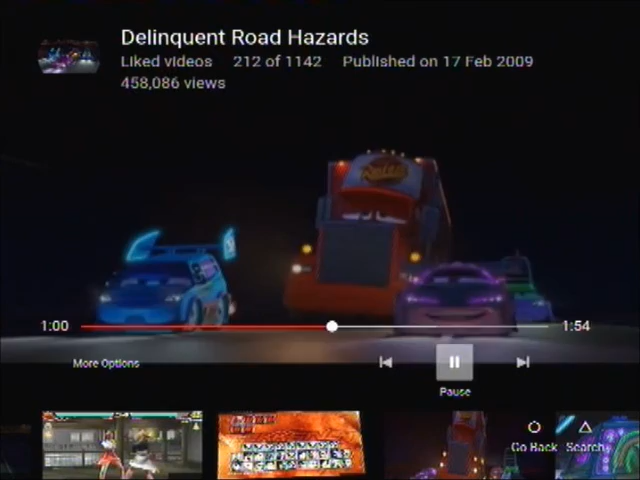 Delinquent Road Hazards
Liked videos 212 of 1142 Published on 17 Feb 2009
458,086 views
1:00
1:54
More Options
Pause
Go Back Search